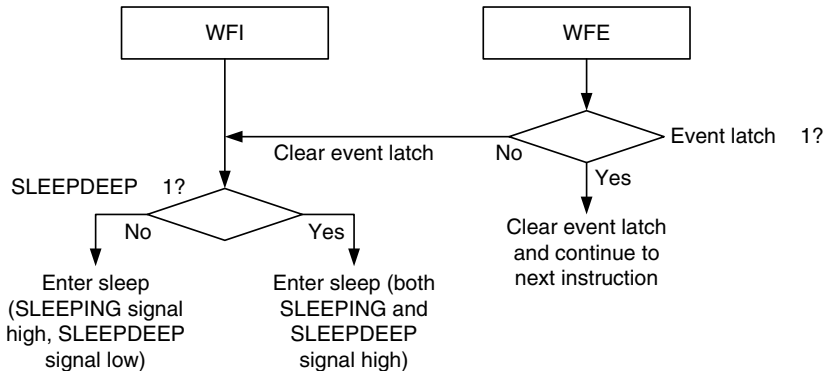 WFI
WFE
Event latch 1?
Clear event latch
No
Yes
SLEEPDEEP 1?
No
Yes
Clear event latch
and continue to
next instruction
Enter sleep
(SLEEPING signal
high, SLEEPDEEP
signal low)
Enter sleep (both
SLEEPING and
SLEEPDEEP
signal high)